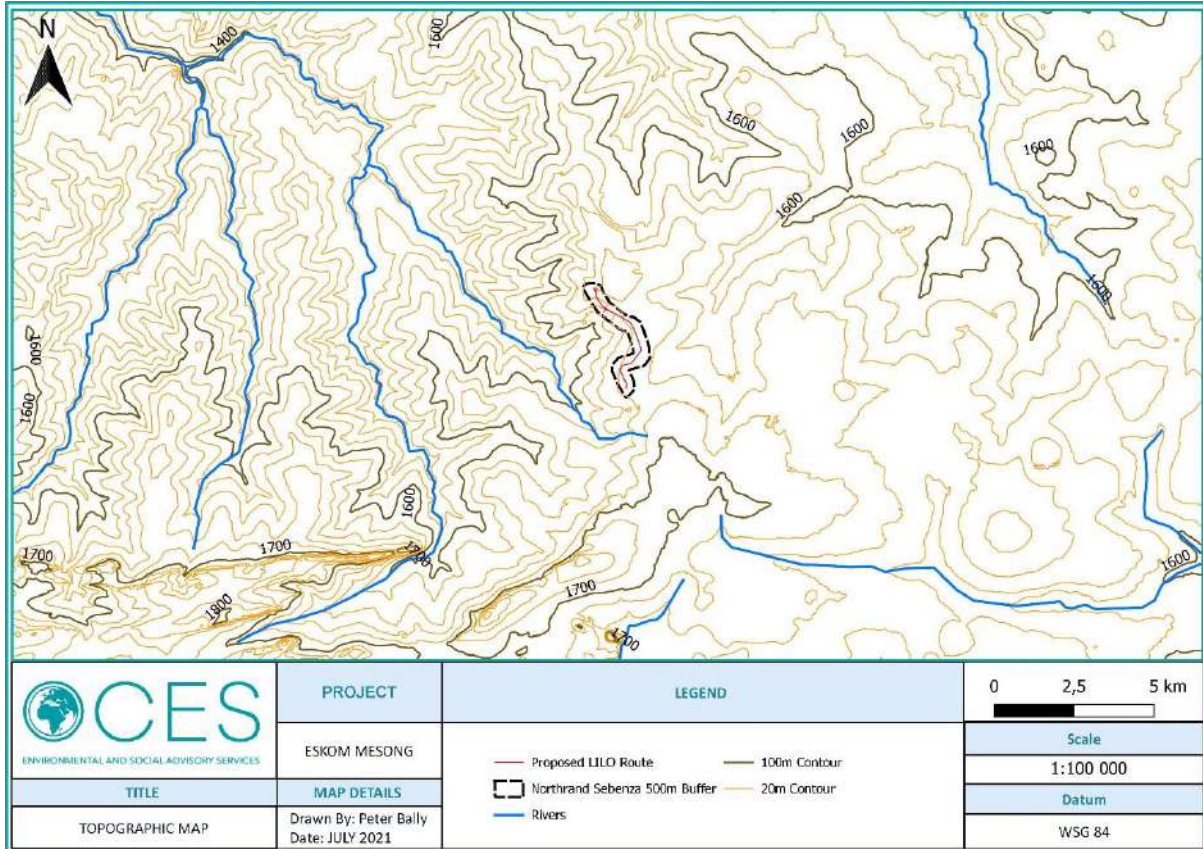 N
1400
1600
1600
1600
1600
1600
1600
1600
1600
1600
1700
1700
1700
1800
1700
1700
1600
CES
ENVIRONMENTAL AND SOCIAL ADVISORY SERVICES
TITLE
TOPOGRAPHIC MAP
PROJECT
ESKOM MESONG
MAP DETAILS
Drawn By: Peter Bally
Date: JULY 2021
LEGEND
Proposed LILO Route
Northrand Sebenza 500m Buffer
Rivers
100m Contour
20m Contour
0 2,5 5 km
Scale
1:100 000
Datum
WSG 84